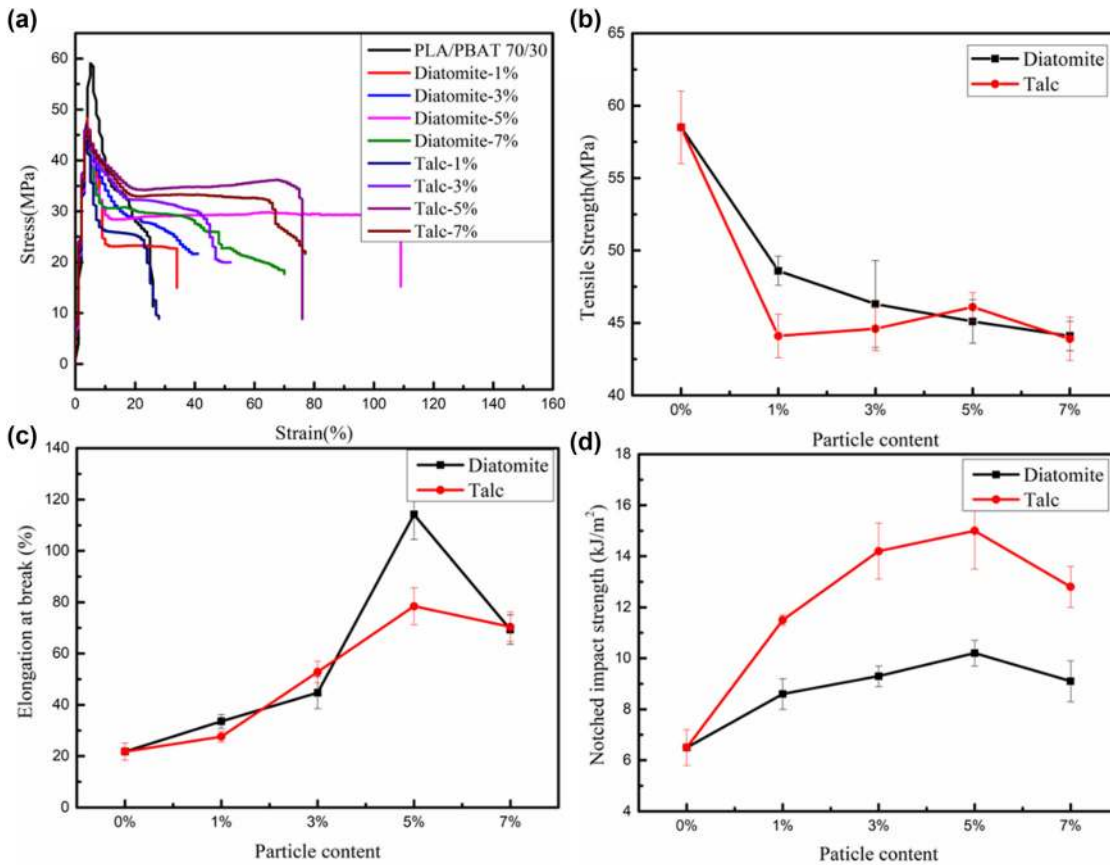 (a)
PLA/PBAT 70/30
Diatomite-1%
Diatomite-3%
Diatomite-5%
Diatomite-7%
Talc-1%
Talc-3%
Talc-5%
Talc-7%
Stress(MPa)
60
50
40
30
20
10
0
0 20 40 60 80 100 120 140 160
Strain(%)
(b)
Diatomite
Talc
Tensile Strength(MPa)
65
60
55
50
45
40
0% 1% 3% 5% 7%
Particle content
(c)
Diatomite
Talc
Elongation at break (%)
140
120
100
80
60
40
20
0
0% 1% 3% 5% 7%
Particle content
(d)
Diatomite
Talc
Notched impact strength (kJ/m²)
18
16
14
12
10
8
6
4
0% 1% 3% 5% 7%
Paticle content